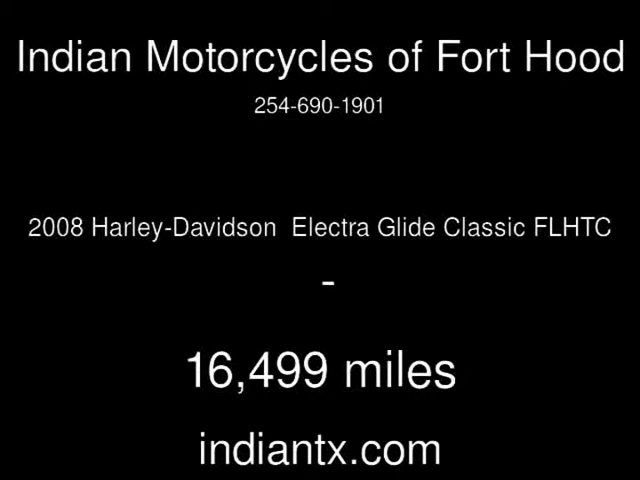 Indian Motorcycles of Fort Hood
254-690-1901
2008 Harley-Davidson  Electra Glide Classic FLHTC
-
16,499 miles
indiantx.com